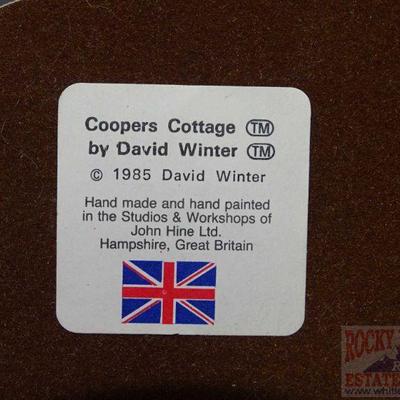 Coopers Cottage TM
by David Winter TM
© 1985 David Winter
Hand made and hand painted
in the Studios & Workshops of
John Hine Ltd.
Hampshire, Great Britain
ROCKY
ESTATE